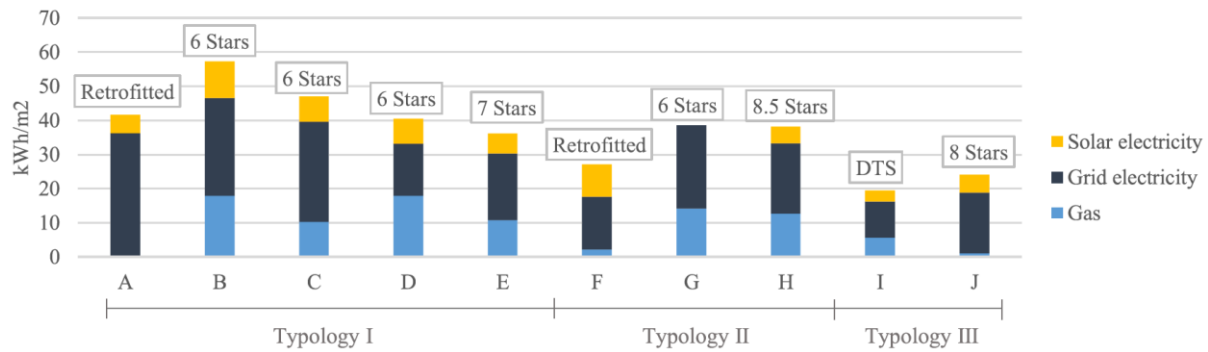 70
60
50
40
30
20
10
0
kWh/m2
Retrofitted
6 Stars
6 Stars
6 Stars
7 Stars
Retrofitted
6 Stars
8.5 Stars
DTS
8 Stars
A B C D E F G H I J
Typology I Typology II Typology III
Solar electricity
Grid electricity
Gas